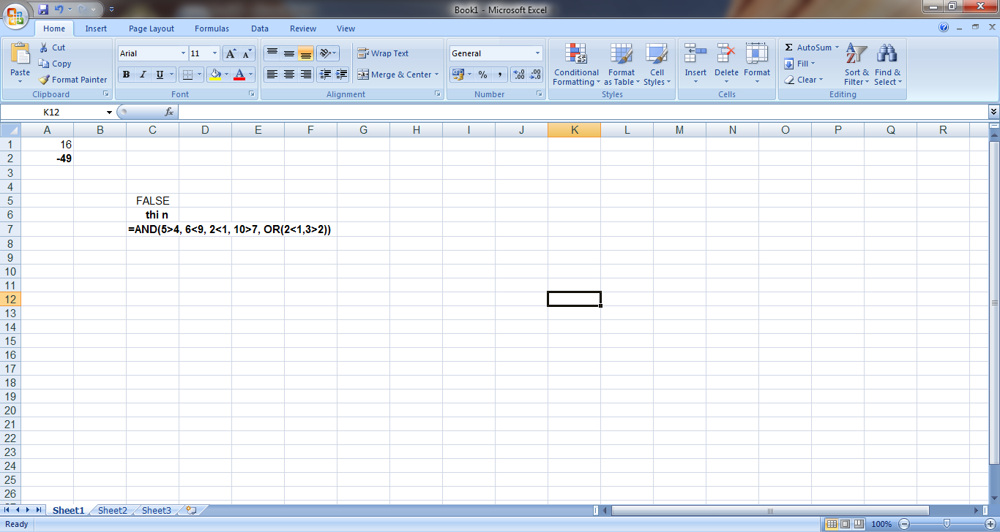 Book1 - Microsoft Excel
Home Insert Page Layout Formulas Data Review View
Paste Cut Copy Format Painter
Clipboard
Arial 11
B I U A A A
Font
Wrap Text
Merge & Center
Alignment
General
% , .0 .00 .00 .0
Number
Conditional Formatting Format as Table Cell Styles
Styles
Insert Delete Format
Cells
Σ AutoSum Fill Clear
Sort & Filter Find & Select
Editing
K12 fx
A B C D E F G H I J K L M N O P Q R
1 16
2 -49
3
4
5 FALSE
6 thi n
7 =AND(5>4, 6<9, 2<1, 10>7, OR(2<1,3>2))
8
9
10
11
12
13
14
15
16
17
18
19
20
21
22
23
24
25
26
Sheet1 Sheet2 Sheet3
Ready 100%